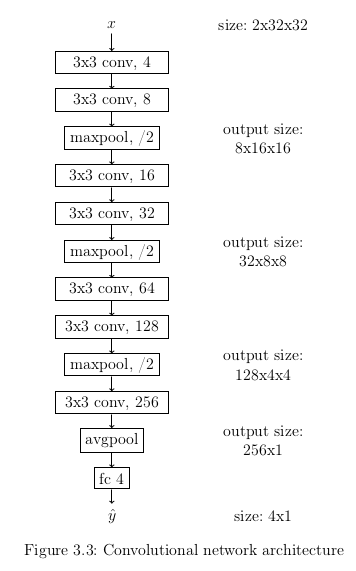 x size: 2x32x32
3x3 conv, 4
3x3 conv, 8
maxpool, /2
output size:
8x16x16
3x3 conv, 16
3x3 conv, 32
maxpool, /2
output size:
32x8x8
3x3 conv, 64
3x3 conv, 128
maxpool, /2
output size:
128x4x4
3x3 conv, 256
avgpool
output size:
256x1
fc 4
ŷ size: 4x1
Figure 3.3: Convolutional network architecture